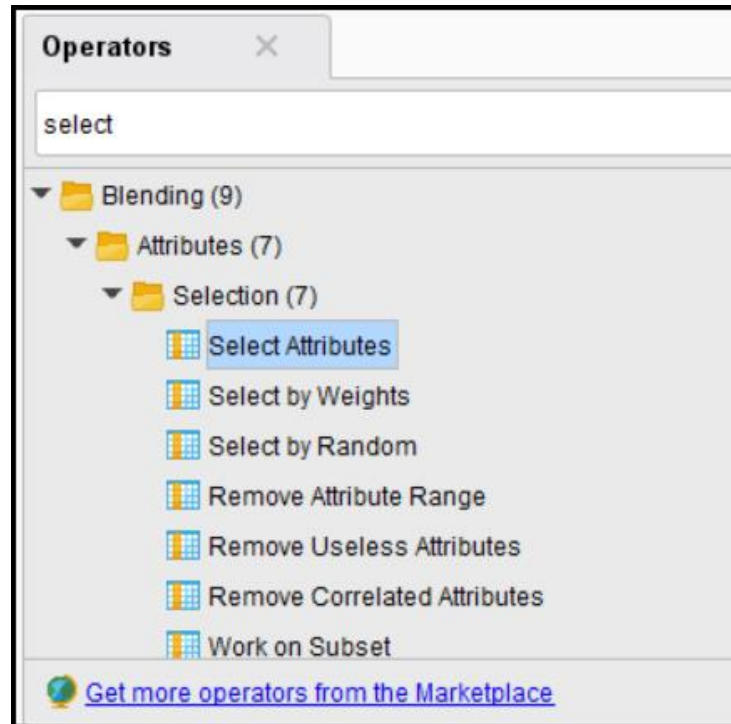 Operators
select
Blending (9)
Attributes (7)
Selection (7)
Select Attributes
Select by Weights
Select by Random
Remove Attribute Range
Remove Useless Attributes
Remove Correlated Attributes
Work on Subset
Get more operators from the Marketplace